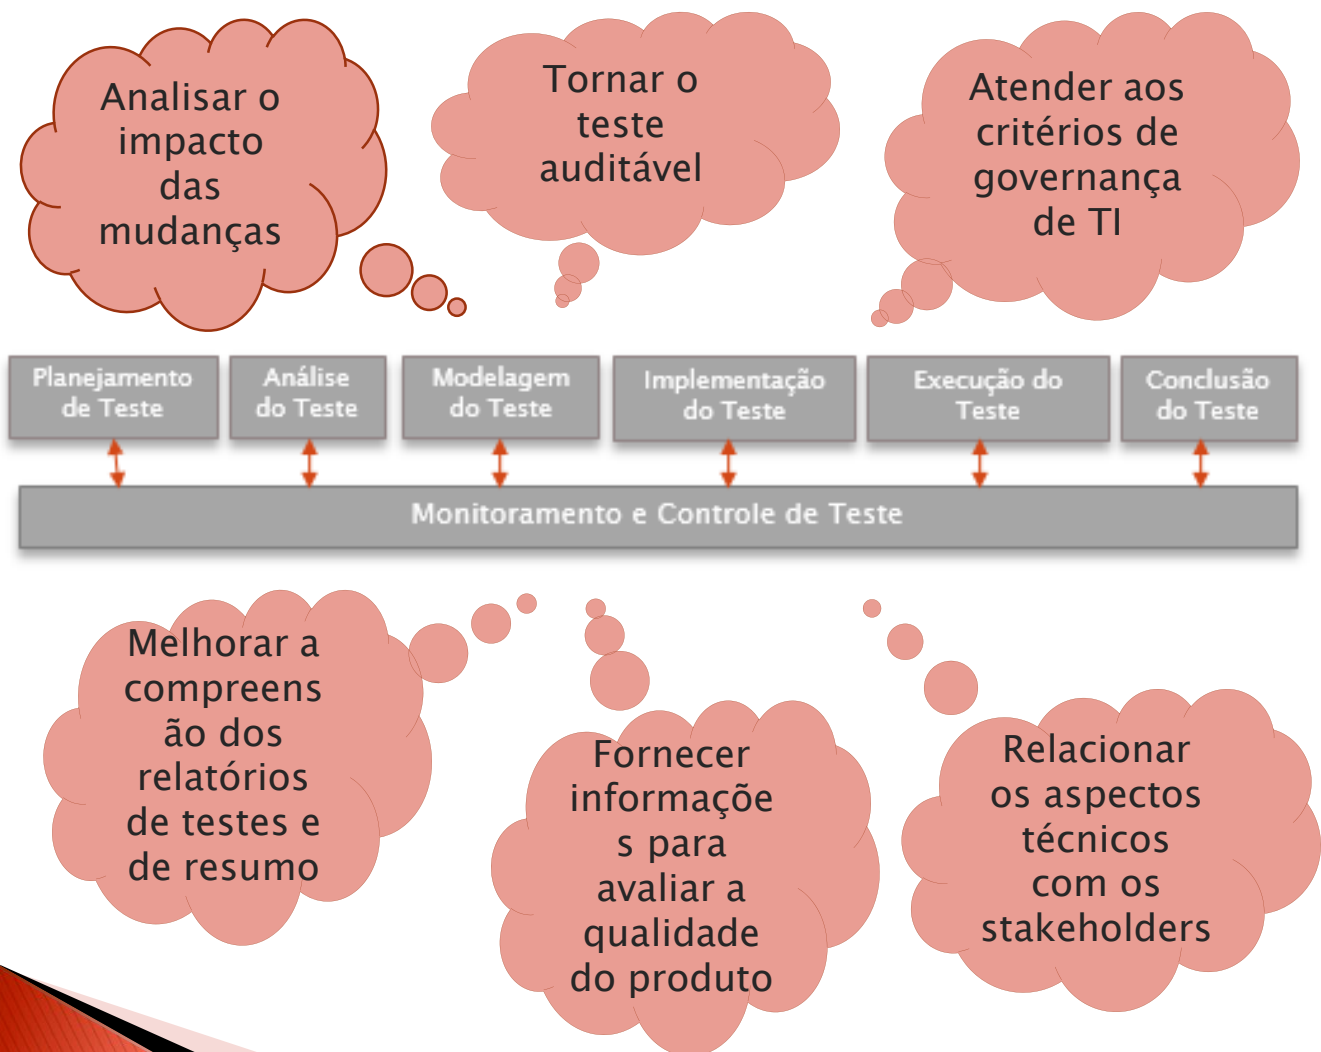 Analisar o
impacto
das
mudanças
Tornar o
teste
auditável
Atender aos
critérios de
governança
de TI
Planejamento
de Teste
Análise
do Teste
Modelagem
do Teste
Implementação
do Teste
Execução do
Teste
Conclusão
do Teste
Monitoramento e Controle de Teste
Melhorar a
compreens
ão dos
relatórios
de testes e
de resumo
Fornecer
informaçõe
s para
avaliar a
qualidade
do produto
Relacionar
os aspectos
técnicos
com os
stakeholders